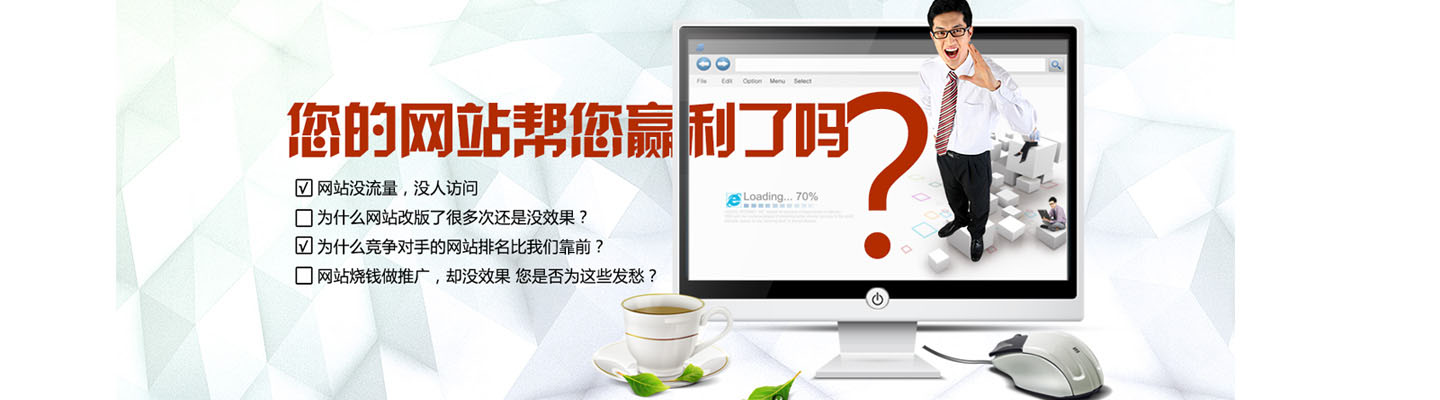 File Edit Option Menu Select
您的网站帮您赢利了吗?
☑网站没流量，没人访问
☐为什么网站改版了很多次还是没效果？
☑为什么竞争对手的网站排名比我们靠前？
☐网站烧钱做推广，却没效果 您是否为这些发愁？
Loading... 70%